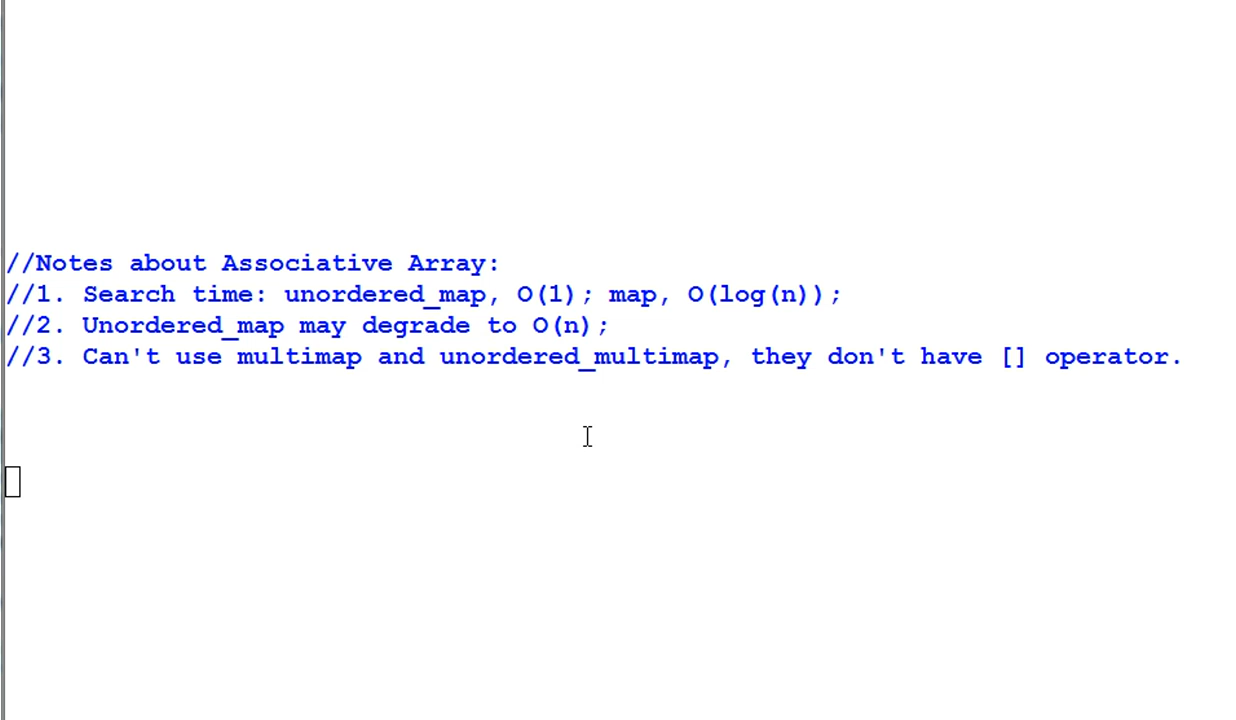 //Notes about Associative Array:
//1. Search time: unordered_map, O(1); map, O(log(n));
//2. Unordered_map may degrade to O(n);
//3. Can't use multimap and unordered_multimap, they don't have [] operator.